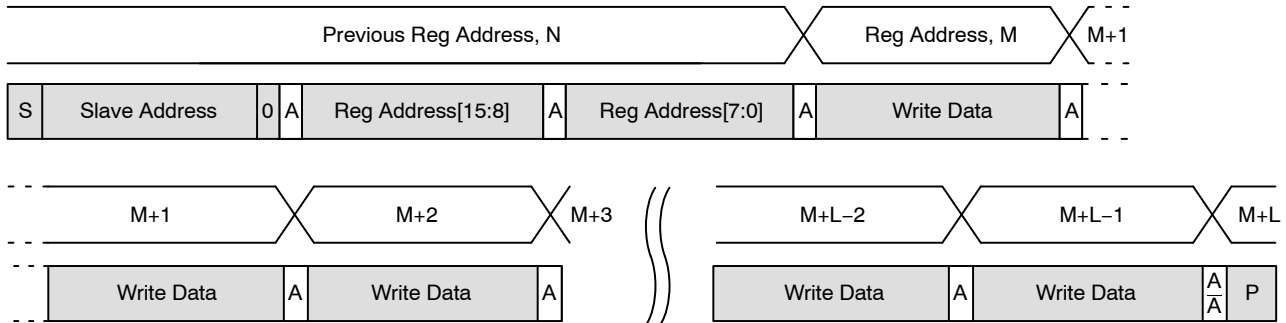 Previous Reg Address, N Reg Address, M M+1
S Slave Address 0 A Reg Address[15:8] A Reg Address[7:0] A Write Data A
M+1 M+2 M+3 M+L−2 M+L−1 M+L
Write Data A Write Data A Write Data A Write Data A/A̅ P